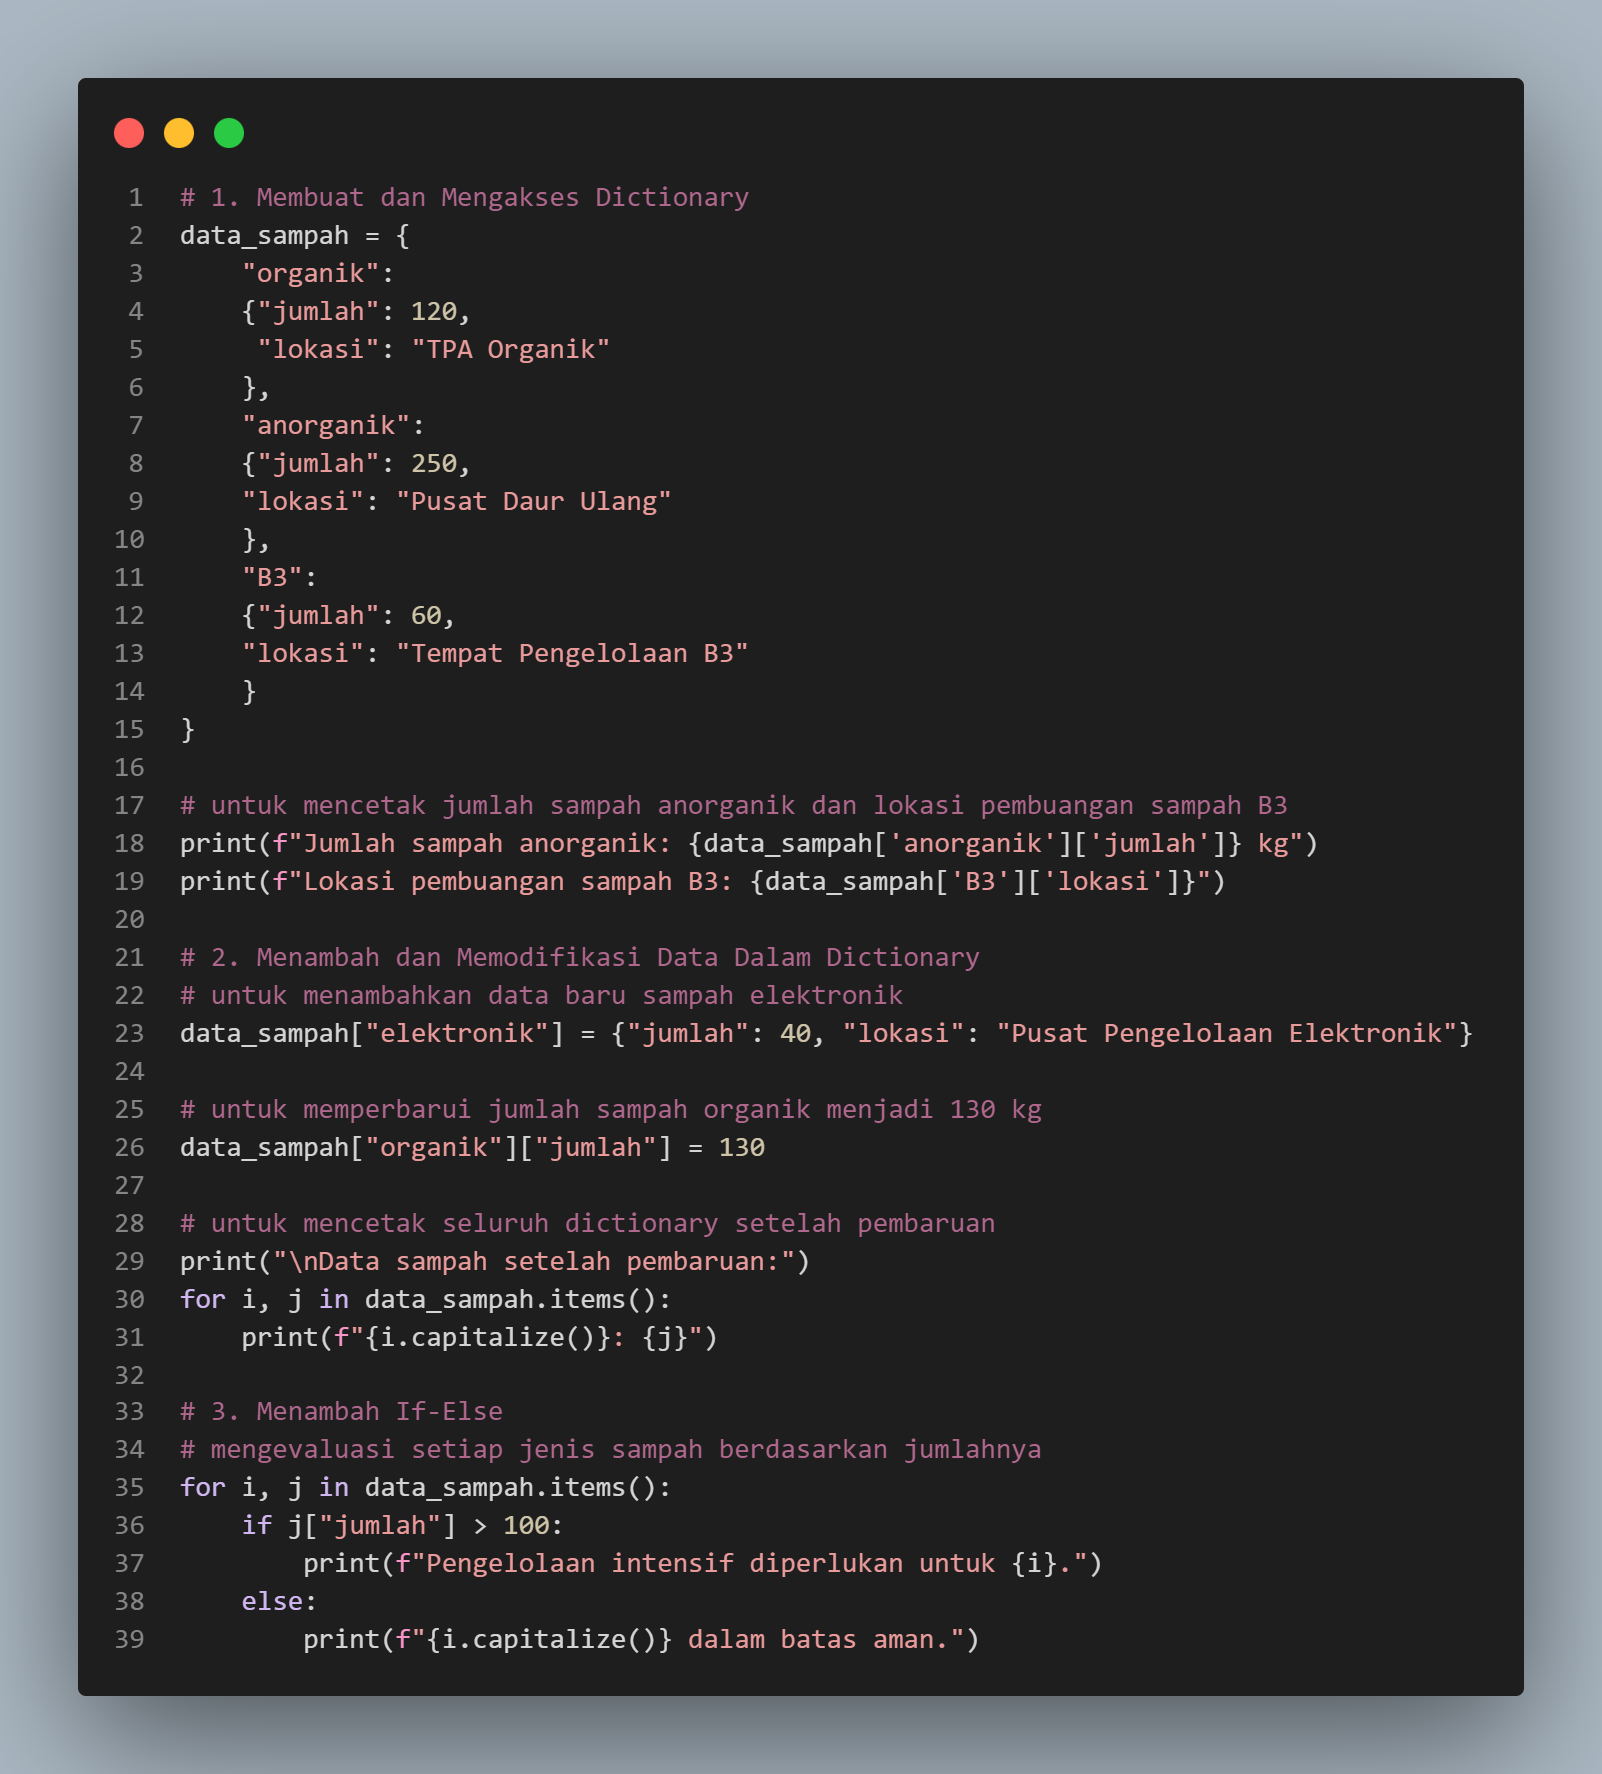 1 # 1. Membuat dan Mengakses Dictionary
2 data_sampah = {
3     "organik":
4     {"jumlah": 120,
5      "lokasi": "TPA Organik"
6     },
7     "anorganik":
8     {"jumlah": 250,
9     "lokasi": "Pusat Daur Ulang"
10     },
11     "B3":
12     {"jumlah": 60,
13     "lokasi": "Tempat Pengelolaan B3"
14     }
15 }
16
17 # untuk mencetak jumlah sampah anorganik dan lokasi pembuangan sampah B3
18 print(f"Jumlah sampah anorganik: {data_sampah['anorganik']['jumlah']} kg")
19 print(f"Lokasi pembuangan sampah B3: {data_sampah['B3']['lokasi']}")
20
21 # 2. Menambah dan Memodifikasi Data Dalam Dictionary
22 # untuk menambahkan data baru sampah elektronik
23 data_sampah["elektronik"] = {"jumlah": 40, "lokasi": "Pusat Pengelolaan Elektronik"}
24
25 # untuk memperbarui jumlah sampah organik menjadi 130 kg
26 data_sampah["organik"]["jumlah"] = 130
27
28 # untuk mencetak seluruh dictionary setelah pembaruan
29 print("\nData sampah setelah pembaruan:")
30 for i, j in data_sampah.items():
31     print(f"{i.capitalize()}: {j}")
32
33 # 3. Menambah If-Else
34 # mengevaluasi setiap jenis sampah berdasarkan jumlahnya
35 for i, j in data_sampah.items():
36     if j["jumlah"] > 100:
37         print(f"Pengelolaan intensif diperlukan untuk {i}.")
38     else:
39         print(f"{i.capitalize()} dalam batas aman.")